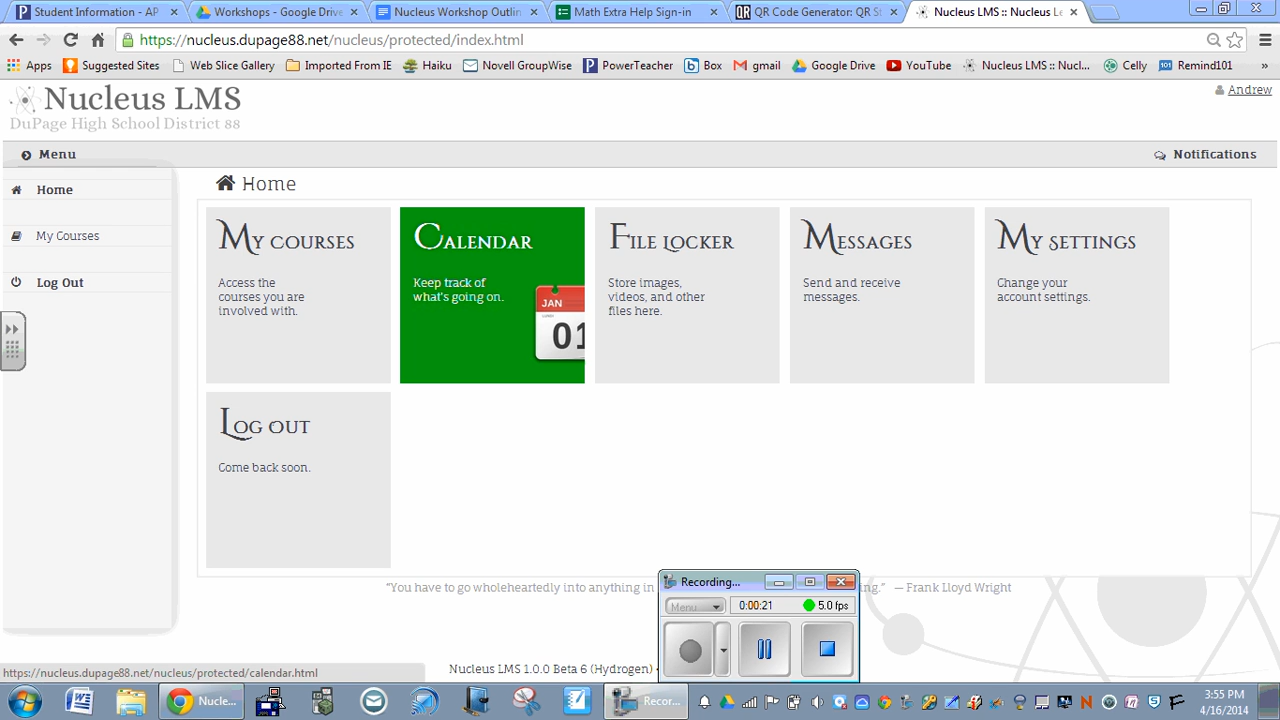 Student Information - AP
Workshops - Google Drive
Nucleus Workshop Outlin
Math Extra Help Sign-in
QR Code Generator: QR St
Nucleus LMS :: Nucleus Le
https://nucleus.dupage88.net/nucleus/protected/index.html
Apps
Suggested Sites
Web Slice Gallery
Imported From IE
Haiku
Novell GroupWise
PowerTeacher
Box
gmail
Google Drive
YouTube
Nucleus LMS :: Nucl...
Celly
Remind101
»
Nucleus LMS
DuPage High School District 88
Andrew
Menu
Notifications
Home
My Courses
Log Out
Home
My courses
Access the
courses you are
involved with.
Calendar
Keep track of
what's going on.
JAN
01
File Locker
Store images,
videos, and other
files here.
Messages
Send and receive
messages.
My Settings
Change your
account settings.
Log out
Come back soon.
“You have to go wholeheartedly into anything in
ing.” — Frank Lloyd Wright
Recording...
Menu
0:00:21
5.0 fps
https://nucleus.dupage88.net/nucleus/protected/calendar.html
Nucleus LMS 1.0.0 Beta 6 (Hydrogen)
Nucle...
Recor...
3:55 PM
4/16/2014